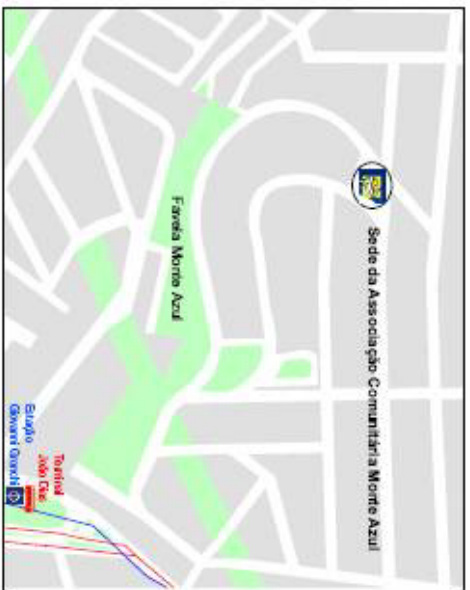 Sede da Associação Comunitária Monte Azul
Favela Monte Azul
Terminal
João Dias
Estação
Giovanni Gronchi